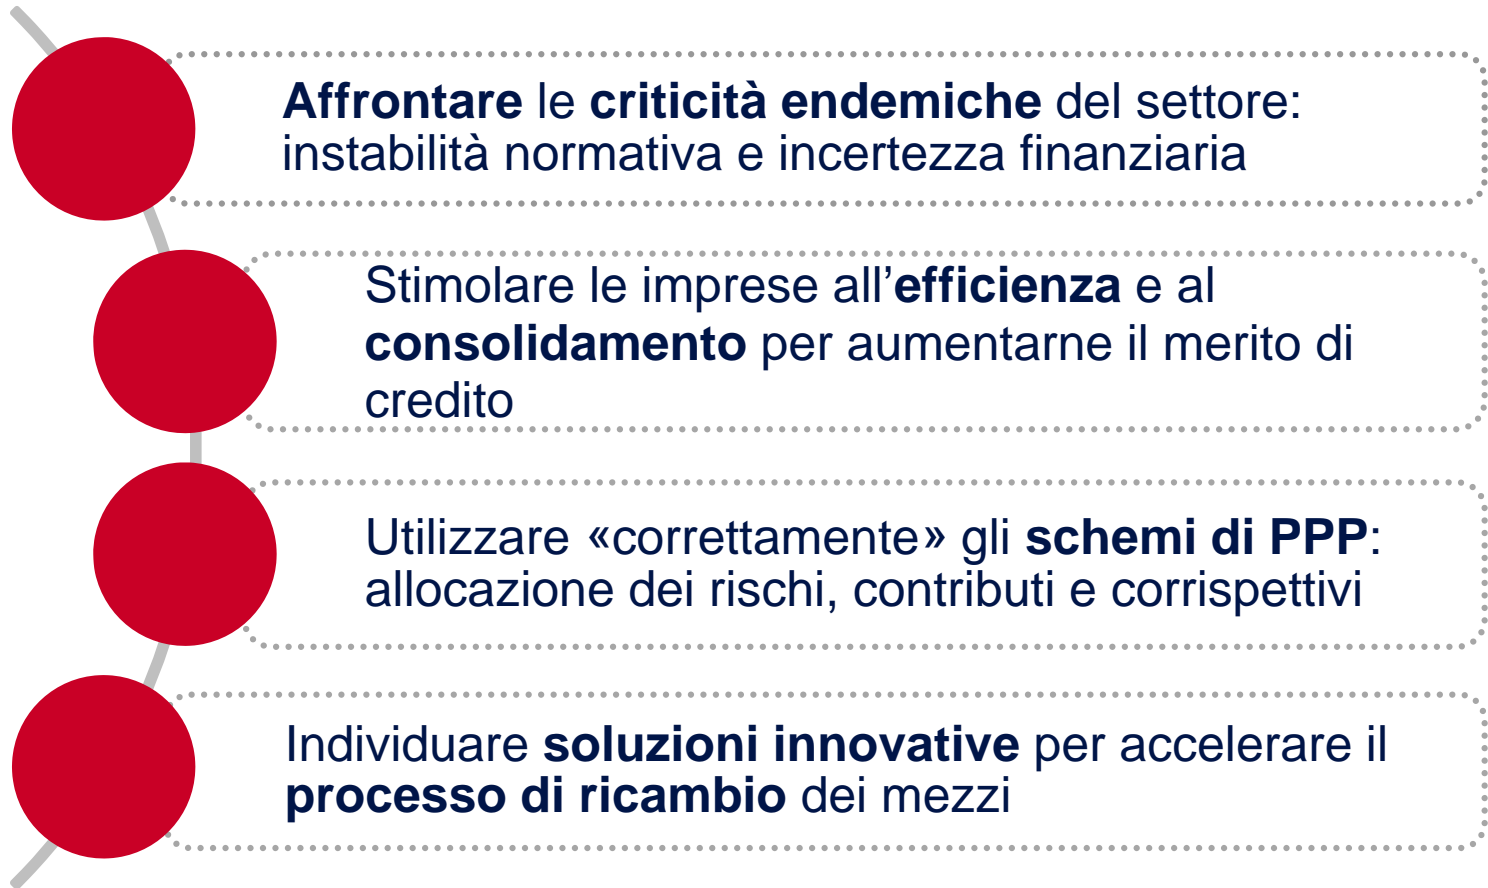 Affrontare le criticità endemiche del settore:
instabilità normativa e incertezza finanziaria
Stimolare le imprese all’efficienza e al
consolidamento per aumentarne il merito di
credito
Utilizzare «correttamente» gli schemi di PPP:
allocazione dei rischi, contributi e corrispettivi
Individuare soluzioni innovative per accelerare il
processo di ricambio dei mezzi